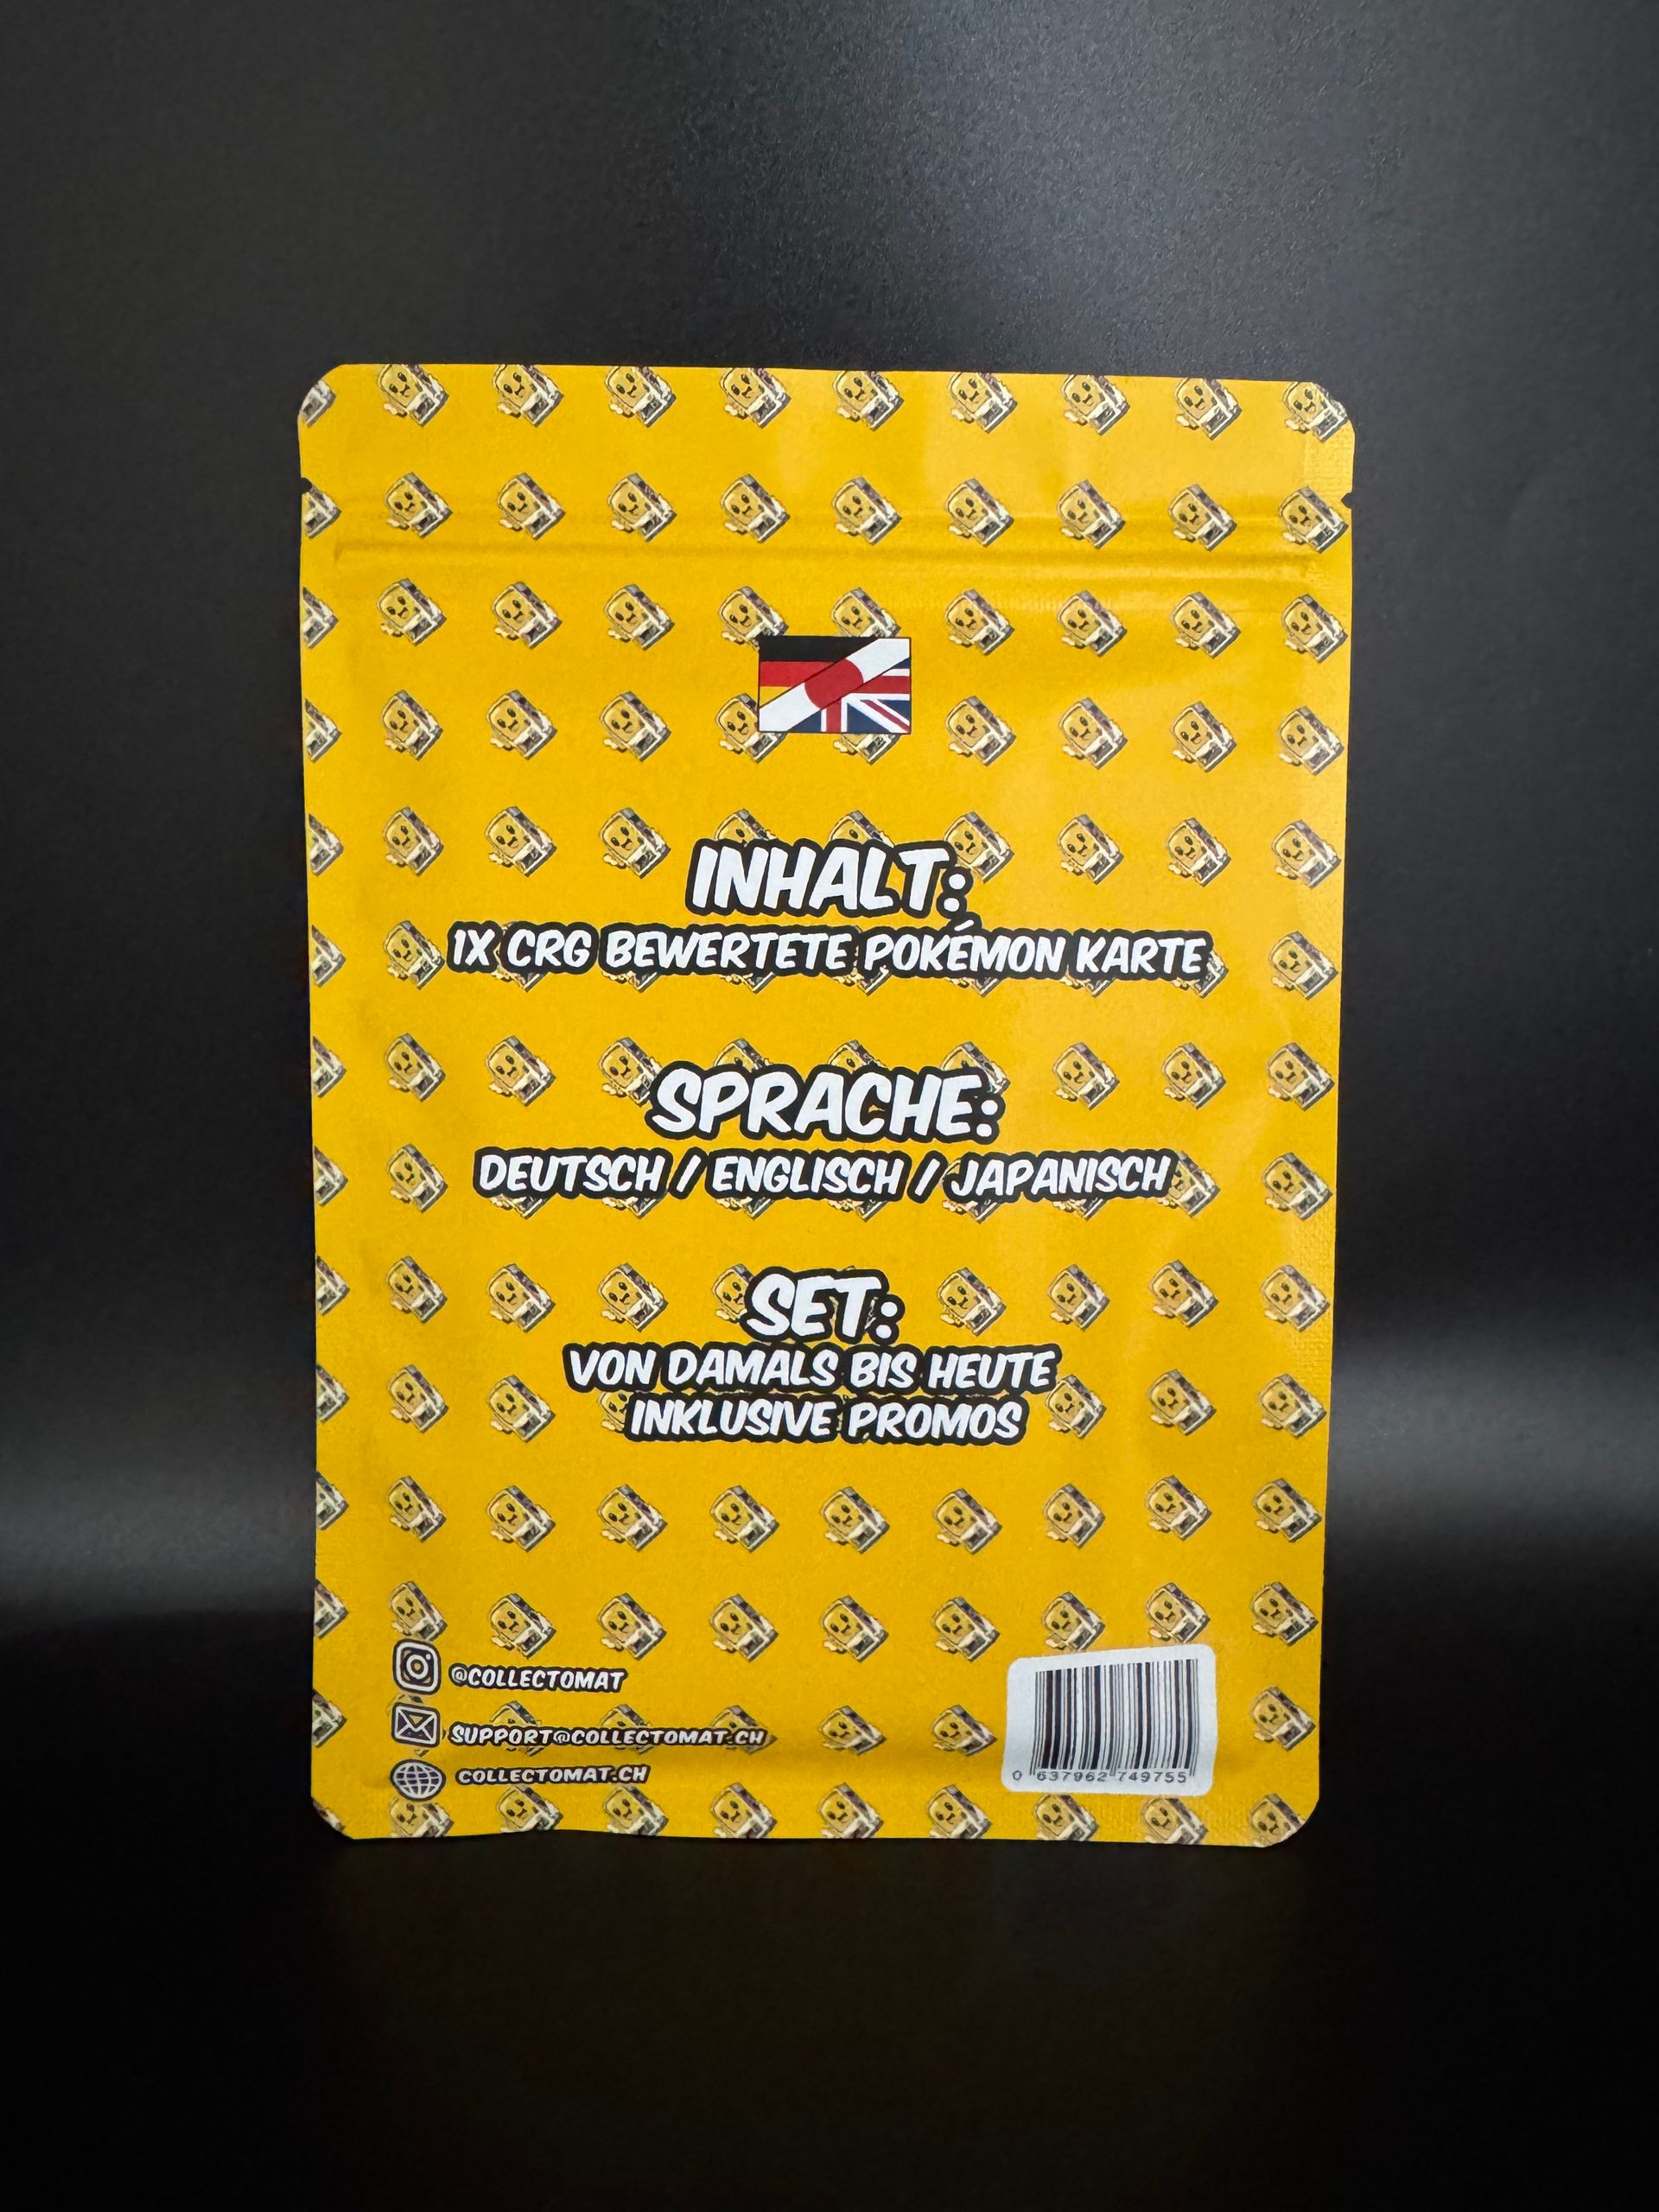 INHALT:
1X CRG BEWERTETE POKÉMON KARTE
SPRACHE:
DEUTSCH / ENGLISCH / JAPANISCH
SET:
VON DAMALS BIS HEUTE
INKLUSIVE PROMOS
@COLLECTOMAT
SUPPORT@COLLECTOMAT.CH
COLLECTOMAT.CH
0 637962 749755